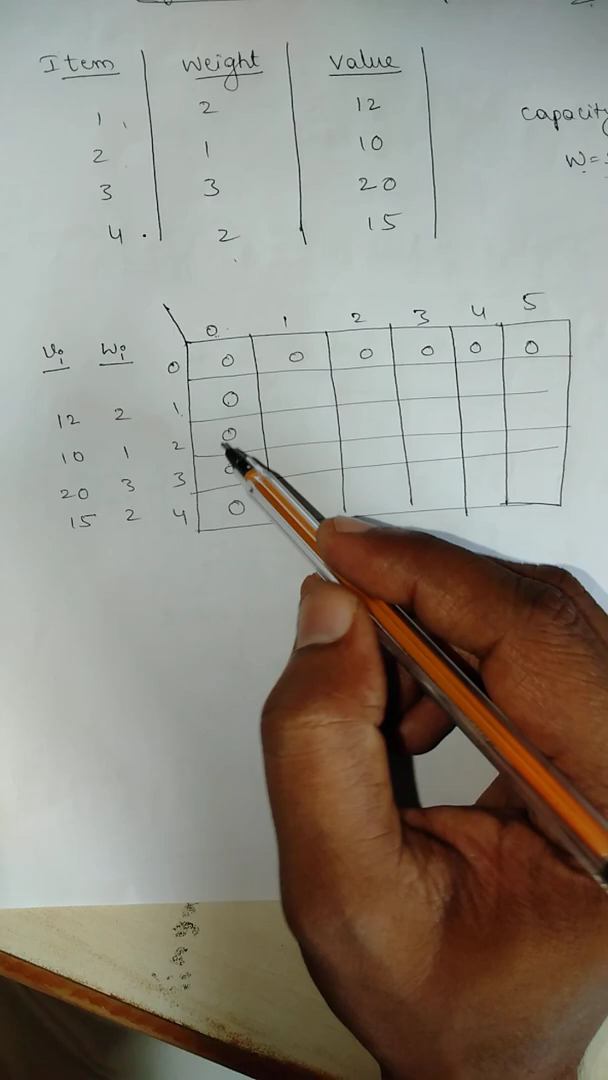 Item Weight Value
1 2 12
2 1 10
3 3 20
4 2 15
capacity
W=
0 1 2 3 4 5
Vi Wi 0 0 0 0 0 0 0
12 2 1 0
10 1 2 0
20 3 3 0
15 2 4 0